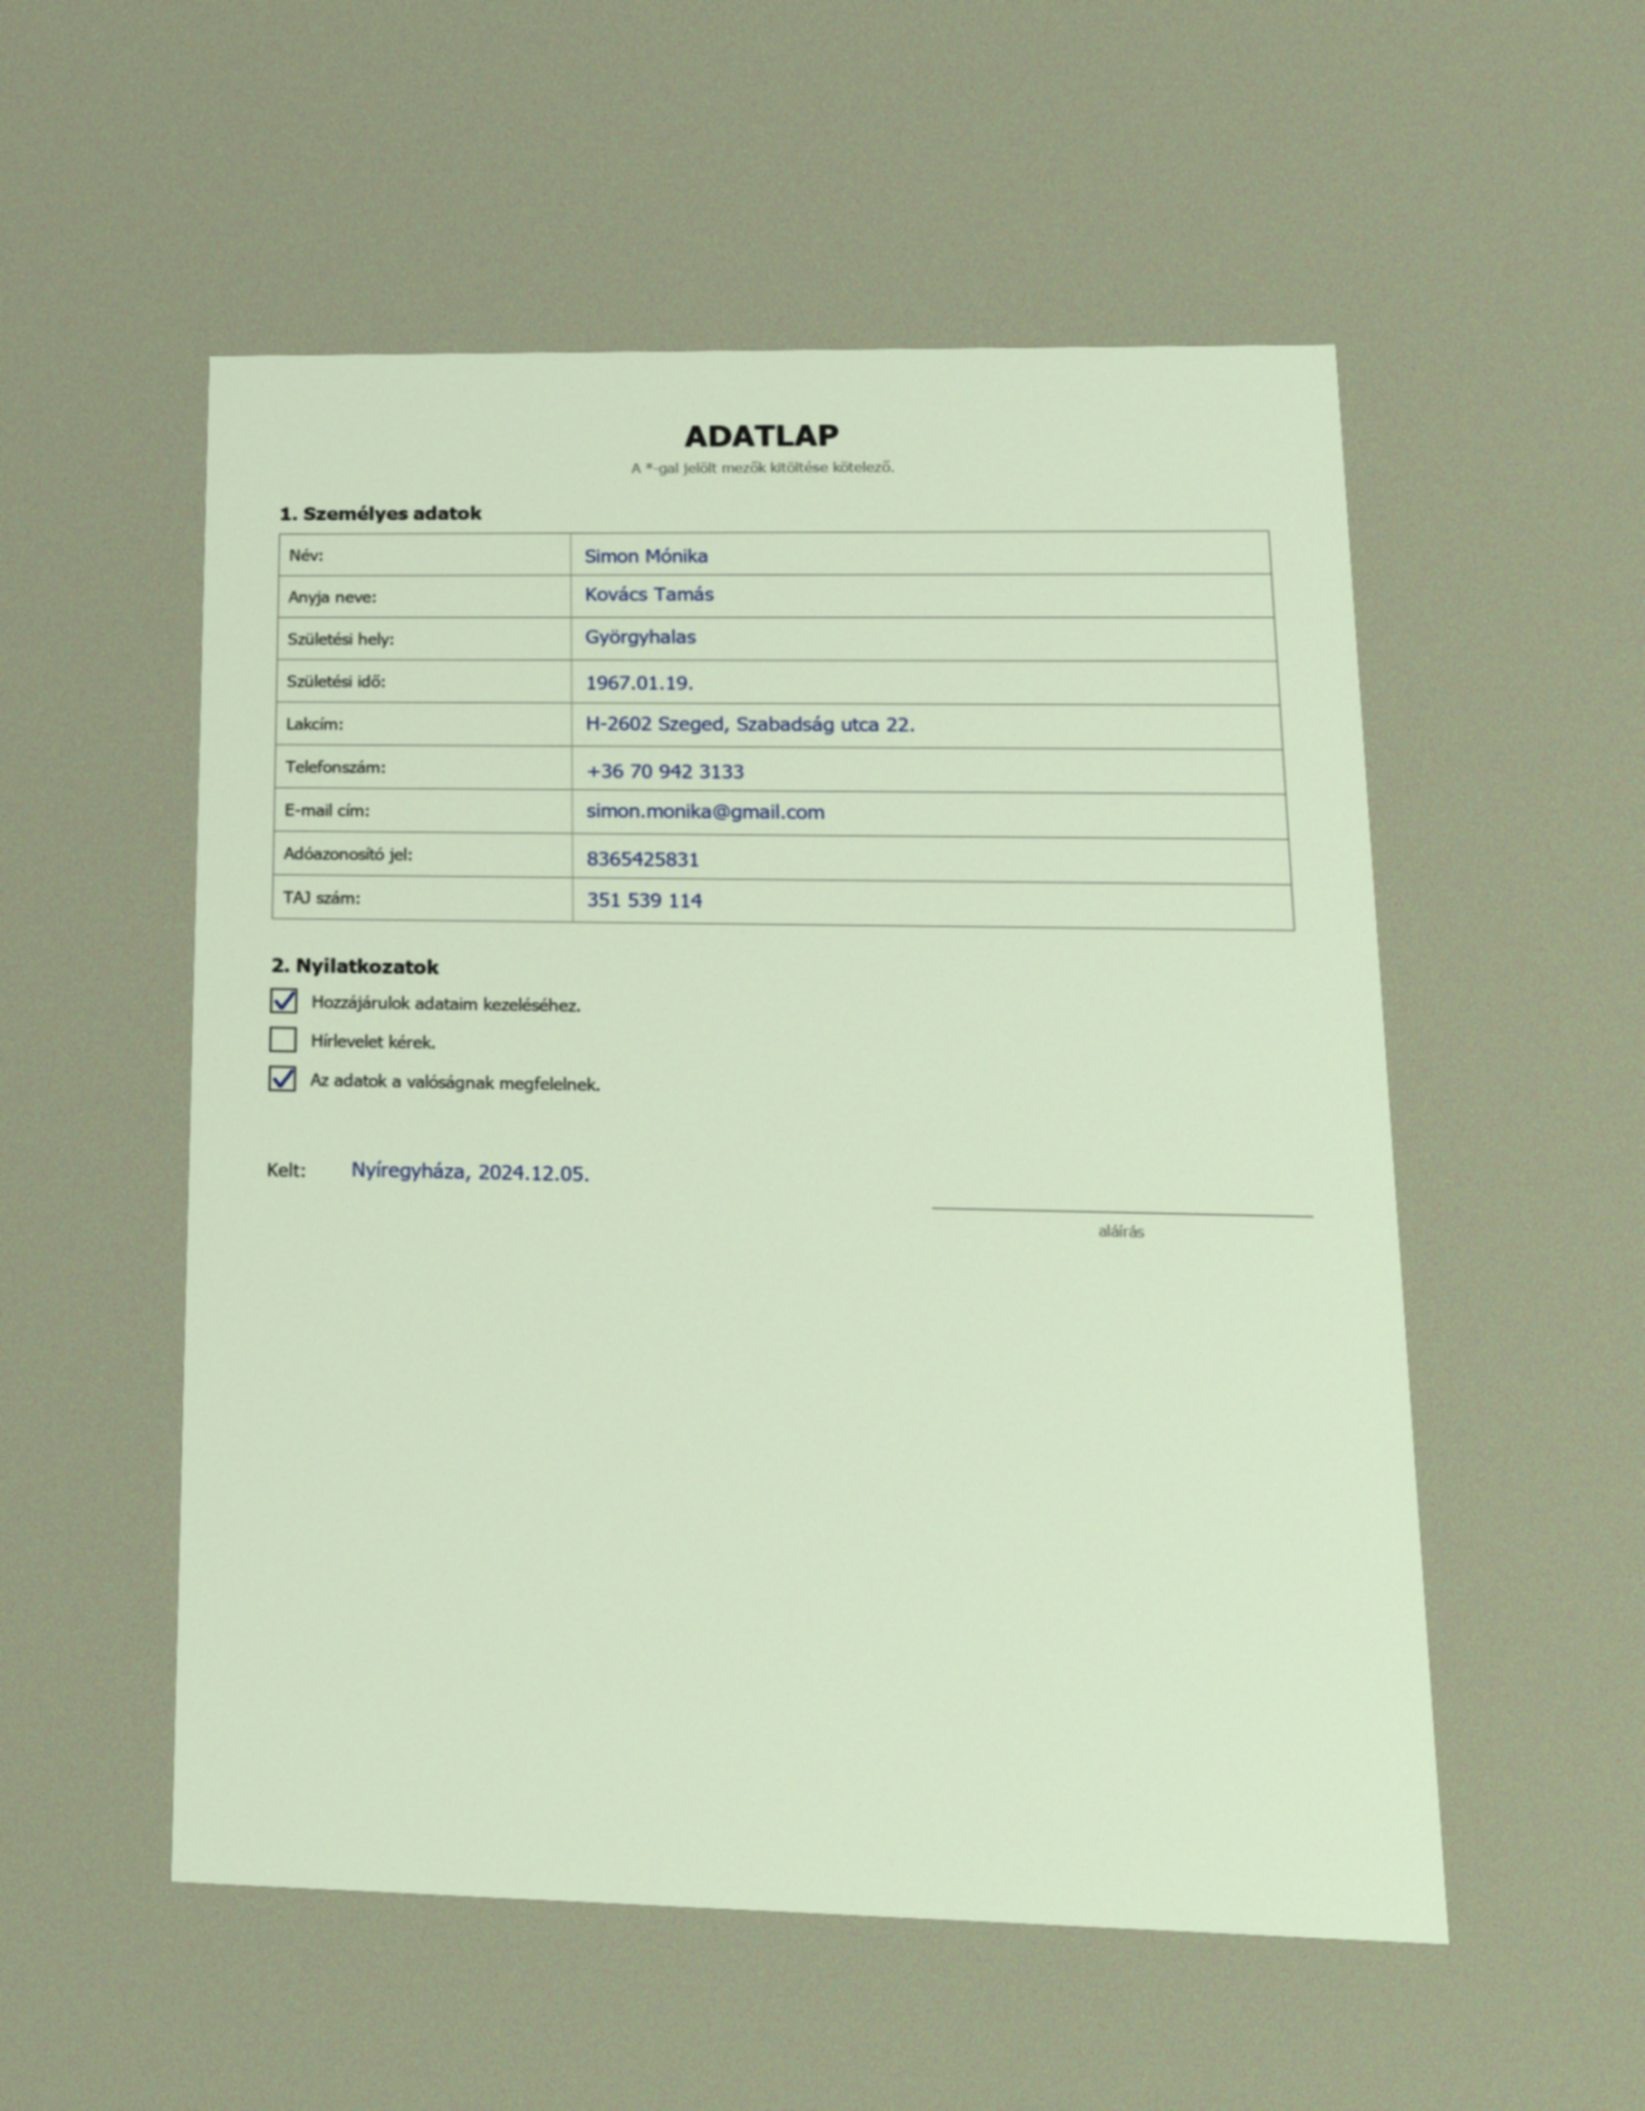 ADATLAP
A *-gal jelölt mezők kitöltése kötelező.
1. Személyes adatok
Név: Simon Mónika
Anyja neve: Kovács Tamás
Születési hely: Györgyhalas
Születési idő: 1967.01.19.
Lakcím: H-2602 Szeged, Szabadság utca 22.
Telefonszám: +36 70 942 3133
E-mail cím: simon.monika@gmail.com
Adóazonosító jel: 8365425831
TAJ szám: 351 539 114
2. Nyilatkozatok
Hozzájárulok adataim kezeléséhez.
Hírlevelet kérek.
Az adatok a valóságnak megfelelnek.
Kelt: Nyíregyháza, 2024.12.05.
aláírás